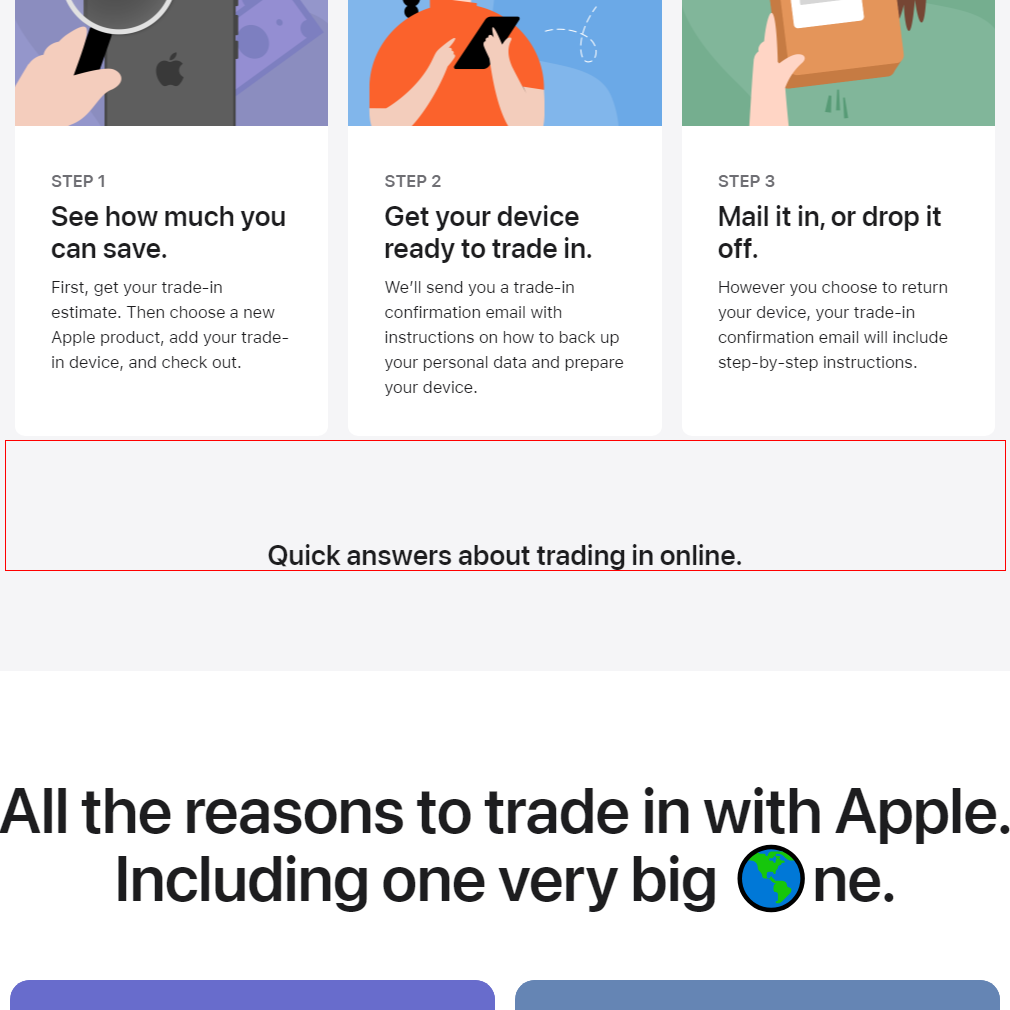 STEP 1
See how much you
can save.
First, get your trade-in
estimate. Then choose a new
Apple product, add your trade-
in device, and check out.
STEP 2
Get your device
ready to trade in.
We’ll send you a trade-in
confirmation email with
instructions on how to back up
your personal data and prepare
your device.
STEP 3
Mail it in, or drop it
off.
However you choose to return
your device, your trade-in
confirmation email will include
step-by-step instructions.
Quick answers about trading in online.
All the reasons to trade in with Apple.
Including one very big 🌎ne.